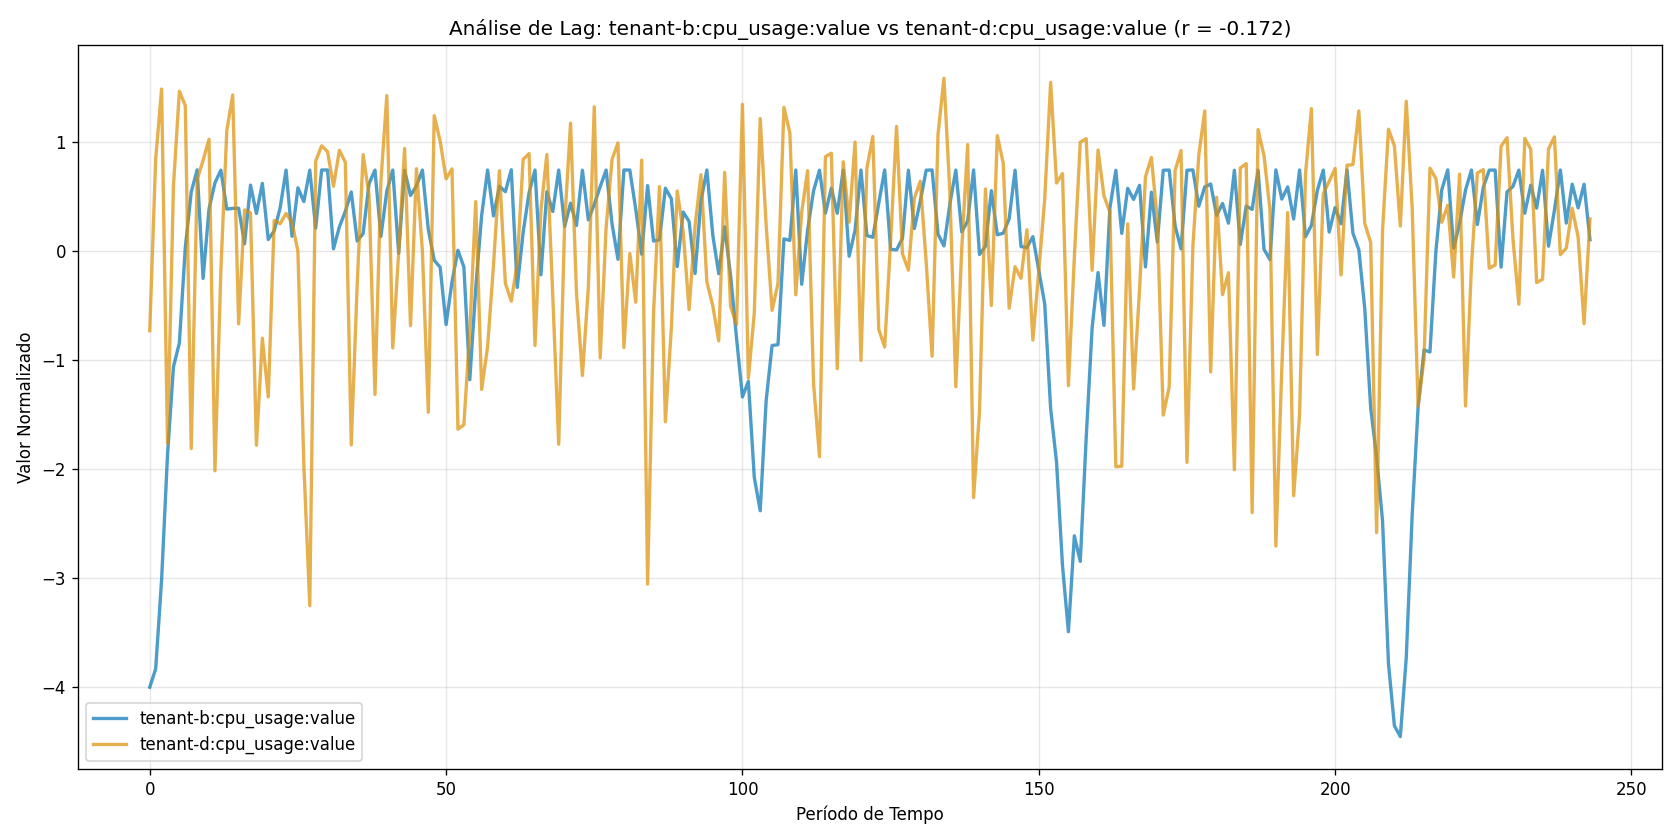 Análise de Lag: tenant-b:cpu_usage:value vs tenant-d:cpu_usage:value (r = -0.172)
Valor Normalizado
1
0
−1
−2
−3
−4
tenant-b:cpu_usage:value
tenant-d:cpu_usage:value
0 50 100 150 200 250
Período de Tempo